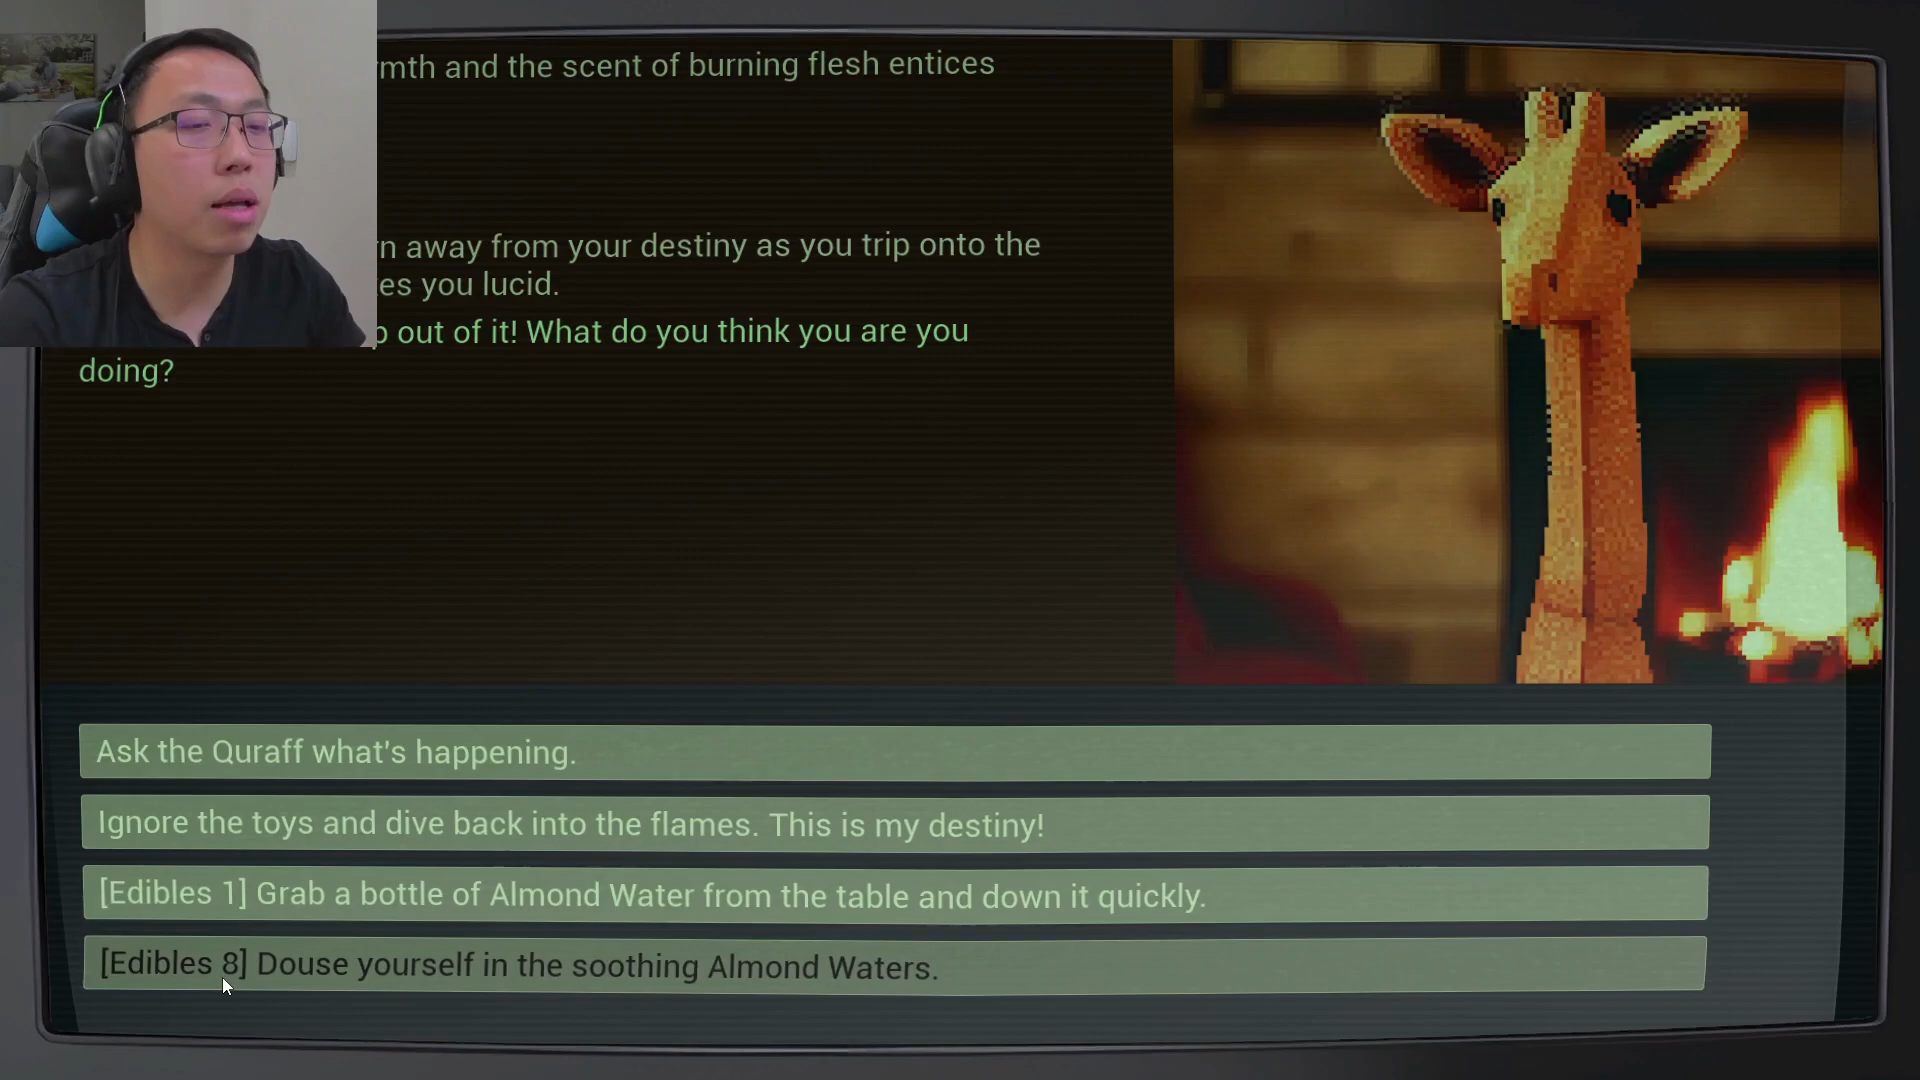 mth and the scent of burning flesh entices
n away from your destiny as you trip onto the
es you lucid.
p out of it! What do you think you are you
doing?
Ask the Quraff what's happening.
Ignore the toys and dive back into the flames. This is my destiny!
[Edibles 1] Grab a bottle of Almond Water from the table and down it quickly.
[Edibles 8] Douse yourself in the soothing Almond Waters.